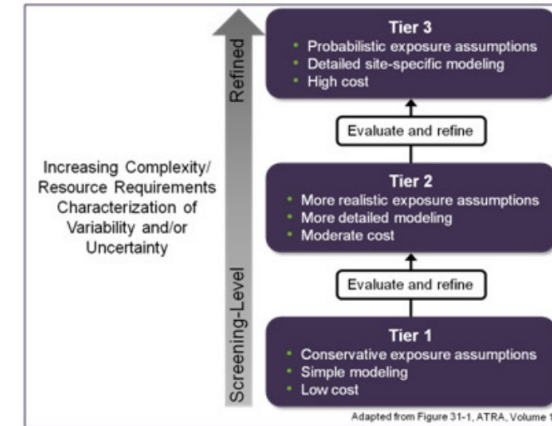 Tier 3
• Probabilistic exposure assumptions
• Detailed site-specific modeling
• High cost
Evaluate and refine
Tier 2
• More realistic exposure assumptions
• More detailed modeling
• Moderate cost
Evaluate and refine
Tier 1
• Conservative exposure assumptions
• Simple modeling
• Low cost
Refined
Screening-Level
Increasing Complexity/
Resource Requirements
Characterization of
Variability and/or
Uncertainty
Adapted from Figure 31-1, ATRA, Volume 1